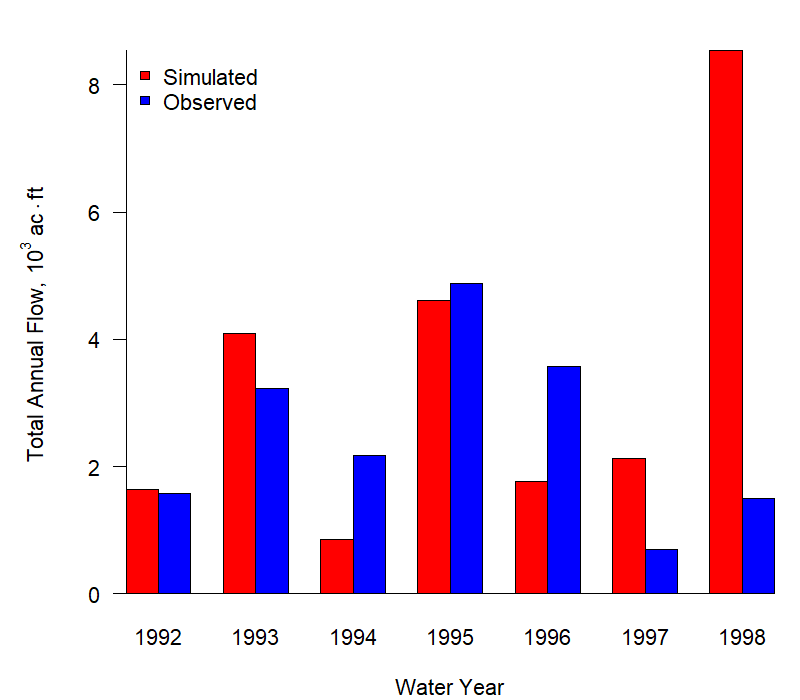 Simulated
Observed
8
6
4
2
0
Total Annual Flow, 10³ ac · ft
1992 1993 1994 1995 1996 1997 1998
Water Year